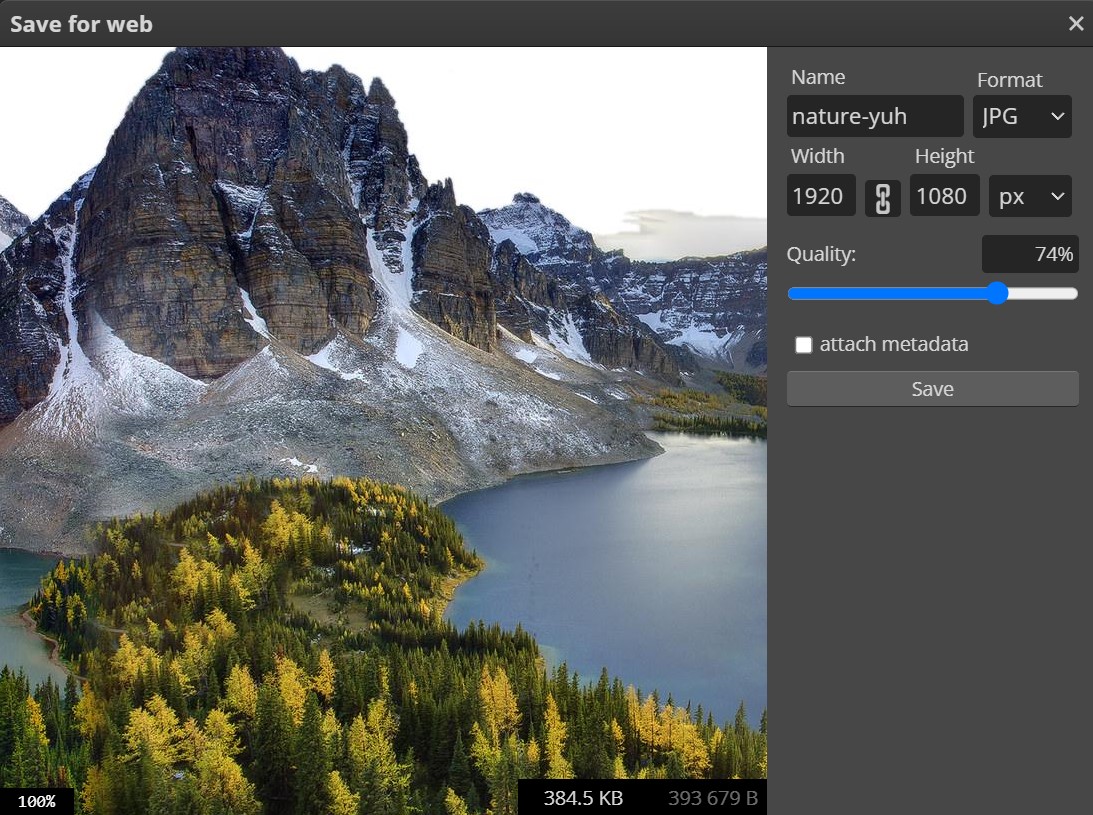 Save for web
Name Format
nature-yuh JPG
Width Height
1920 1080 px
Quality: 74%
attach metadata
Save
100% 384.5 KB 393 679 B